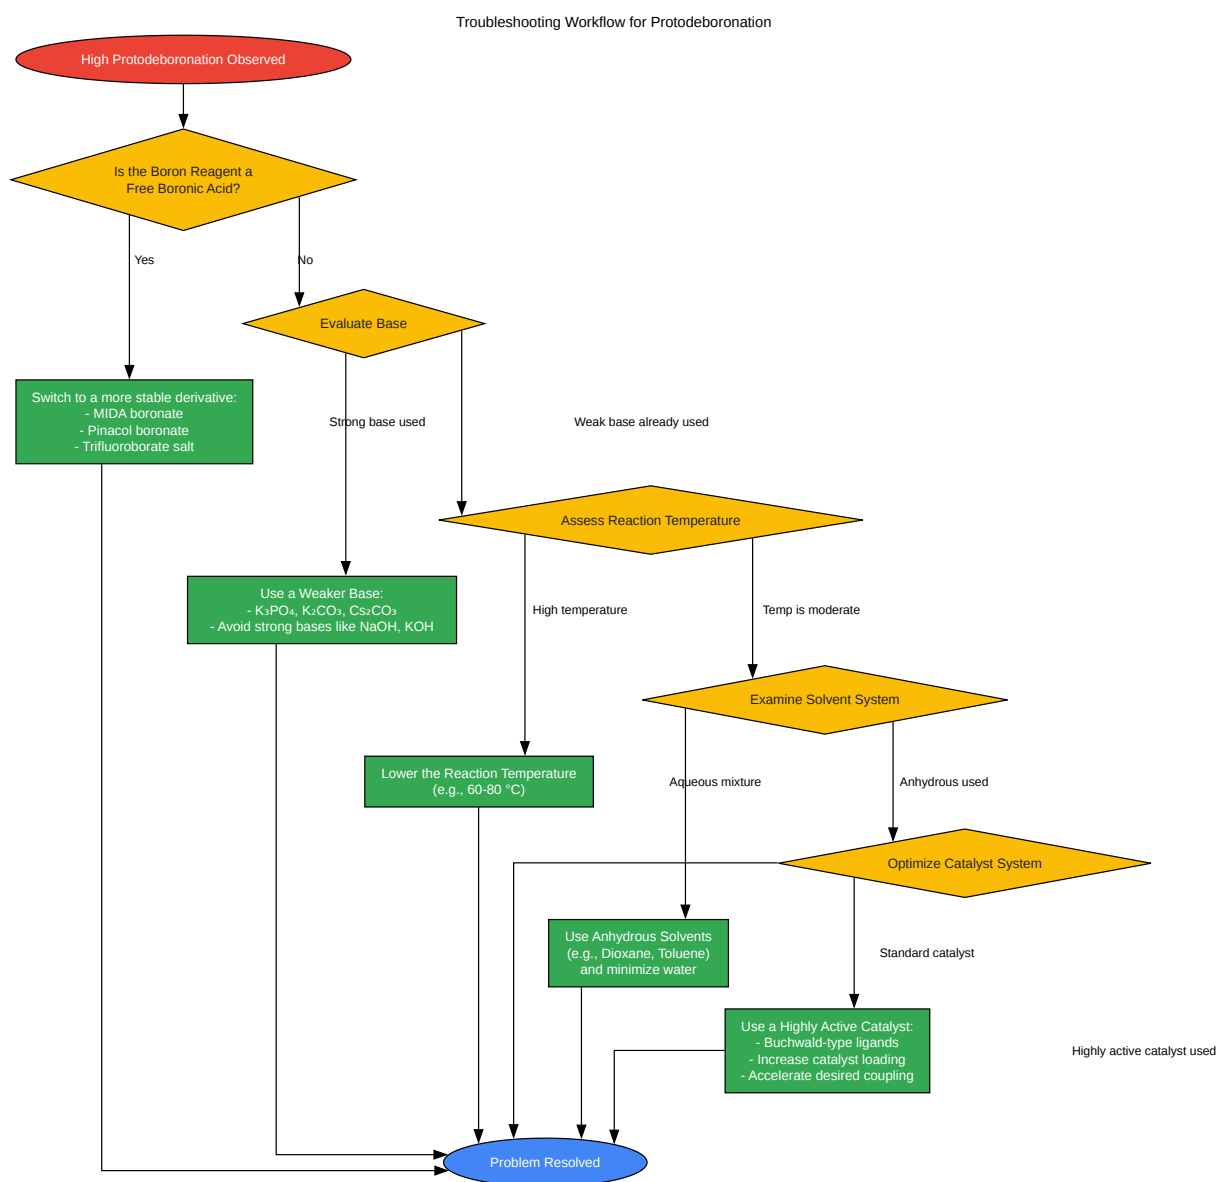 Troubleshooting Workflow for Protodeboronation
High Protodeboronation Observed
Is the Boron Reagent a
Free Boronic Acid?
Yes
No
Evaluate Base
Switch to a more stable derivative:
- MIDA boronate
- Pinacol boronate
- Trifluoroborate salt
Strong base used
Weak base already used
Assess Reaction Temperature
Use a Weaker Base:
- K₃PO₄, K₂CO₃, Cs₂CO₃
- Avoid strong bases like NaOH, KOH
High temperature
Temp is moderate
Examine Solvent System
Lower the Reaction Temperature
(e.g., 60-80 °C)
Aqueous mixture
Anhydrous used
Optimize Catalyst System
Use Anhydrous Solvents
(e.g., Dioxane, Toluene)
and minimize water
Standard catalyst
Use a Highly Active Catalyst:
- Buchwald-type ligands
- Increase catalyst loading
- Accelerate desired coupling
Highly active catalyst used
Problem Resolved